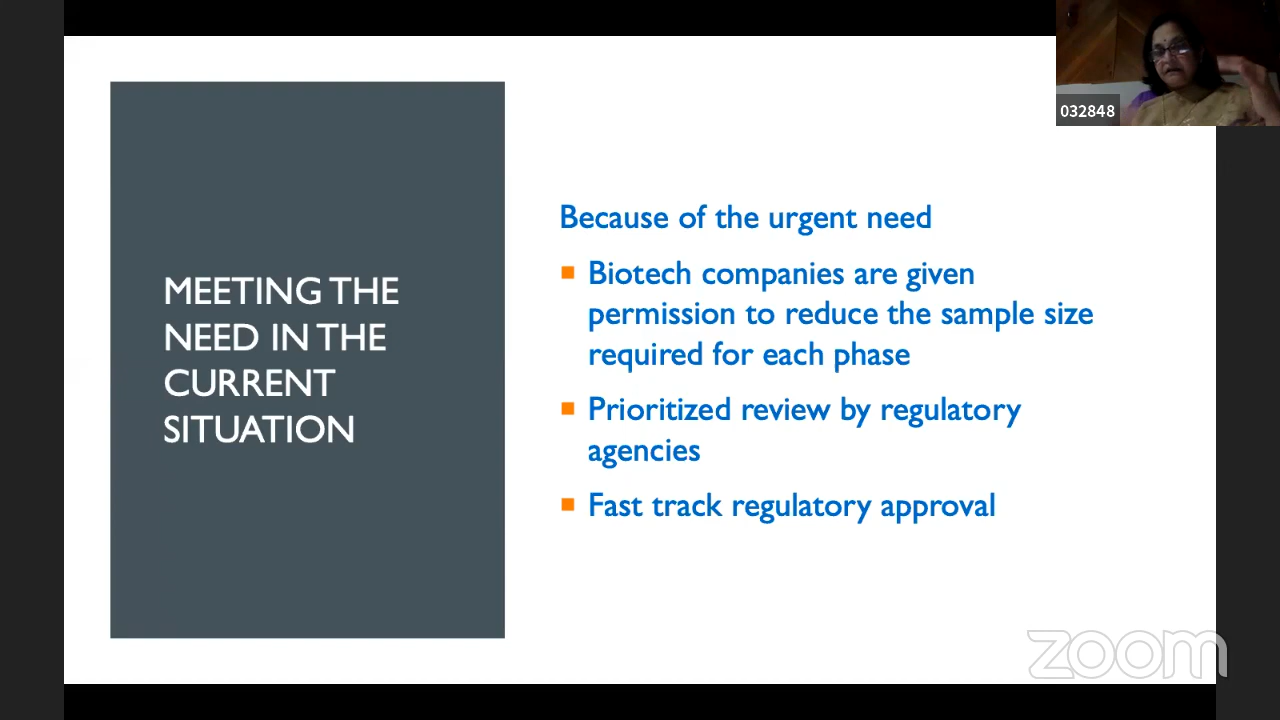 032848
MEETING THE
NEED IN THE
CURRENT
SITUATION
Because of the urgent need
Biotech companies are given
permission to reduce the sample size
required for each phase
Prioritized review by regulatory
agencies
Fast track regulatory approval
zoom